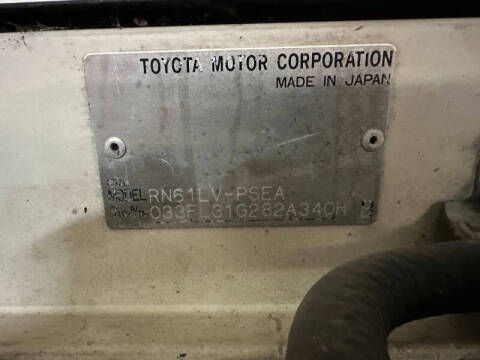 TOYOTA MOTOR CORPORATION
MADE IN JAPAN
MODEL RN61LV-PSEA
033FL31G282A340H